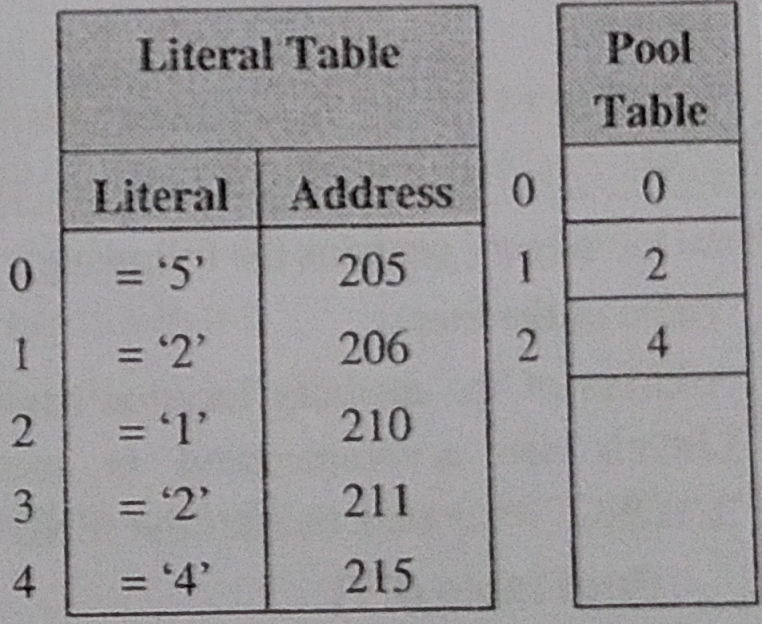 Literal Table Pool
Table
Literal Address 0 0
0 = ‘5’ 205 1 2
1 = ‘2’ 206 2 4
2 = ‘1’ 210
3 = ‘2’ 211
4 = ‘4’ 215